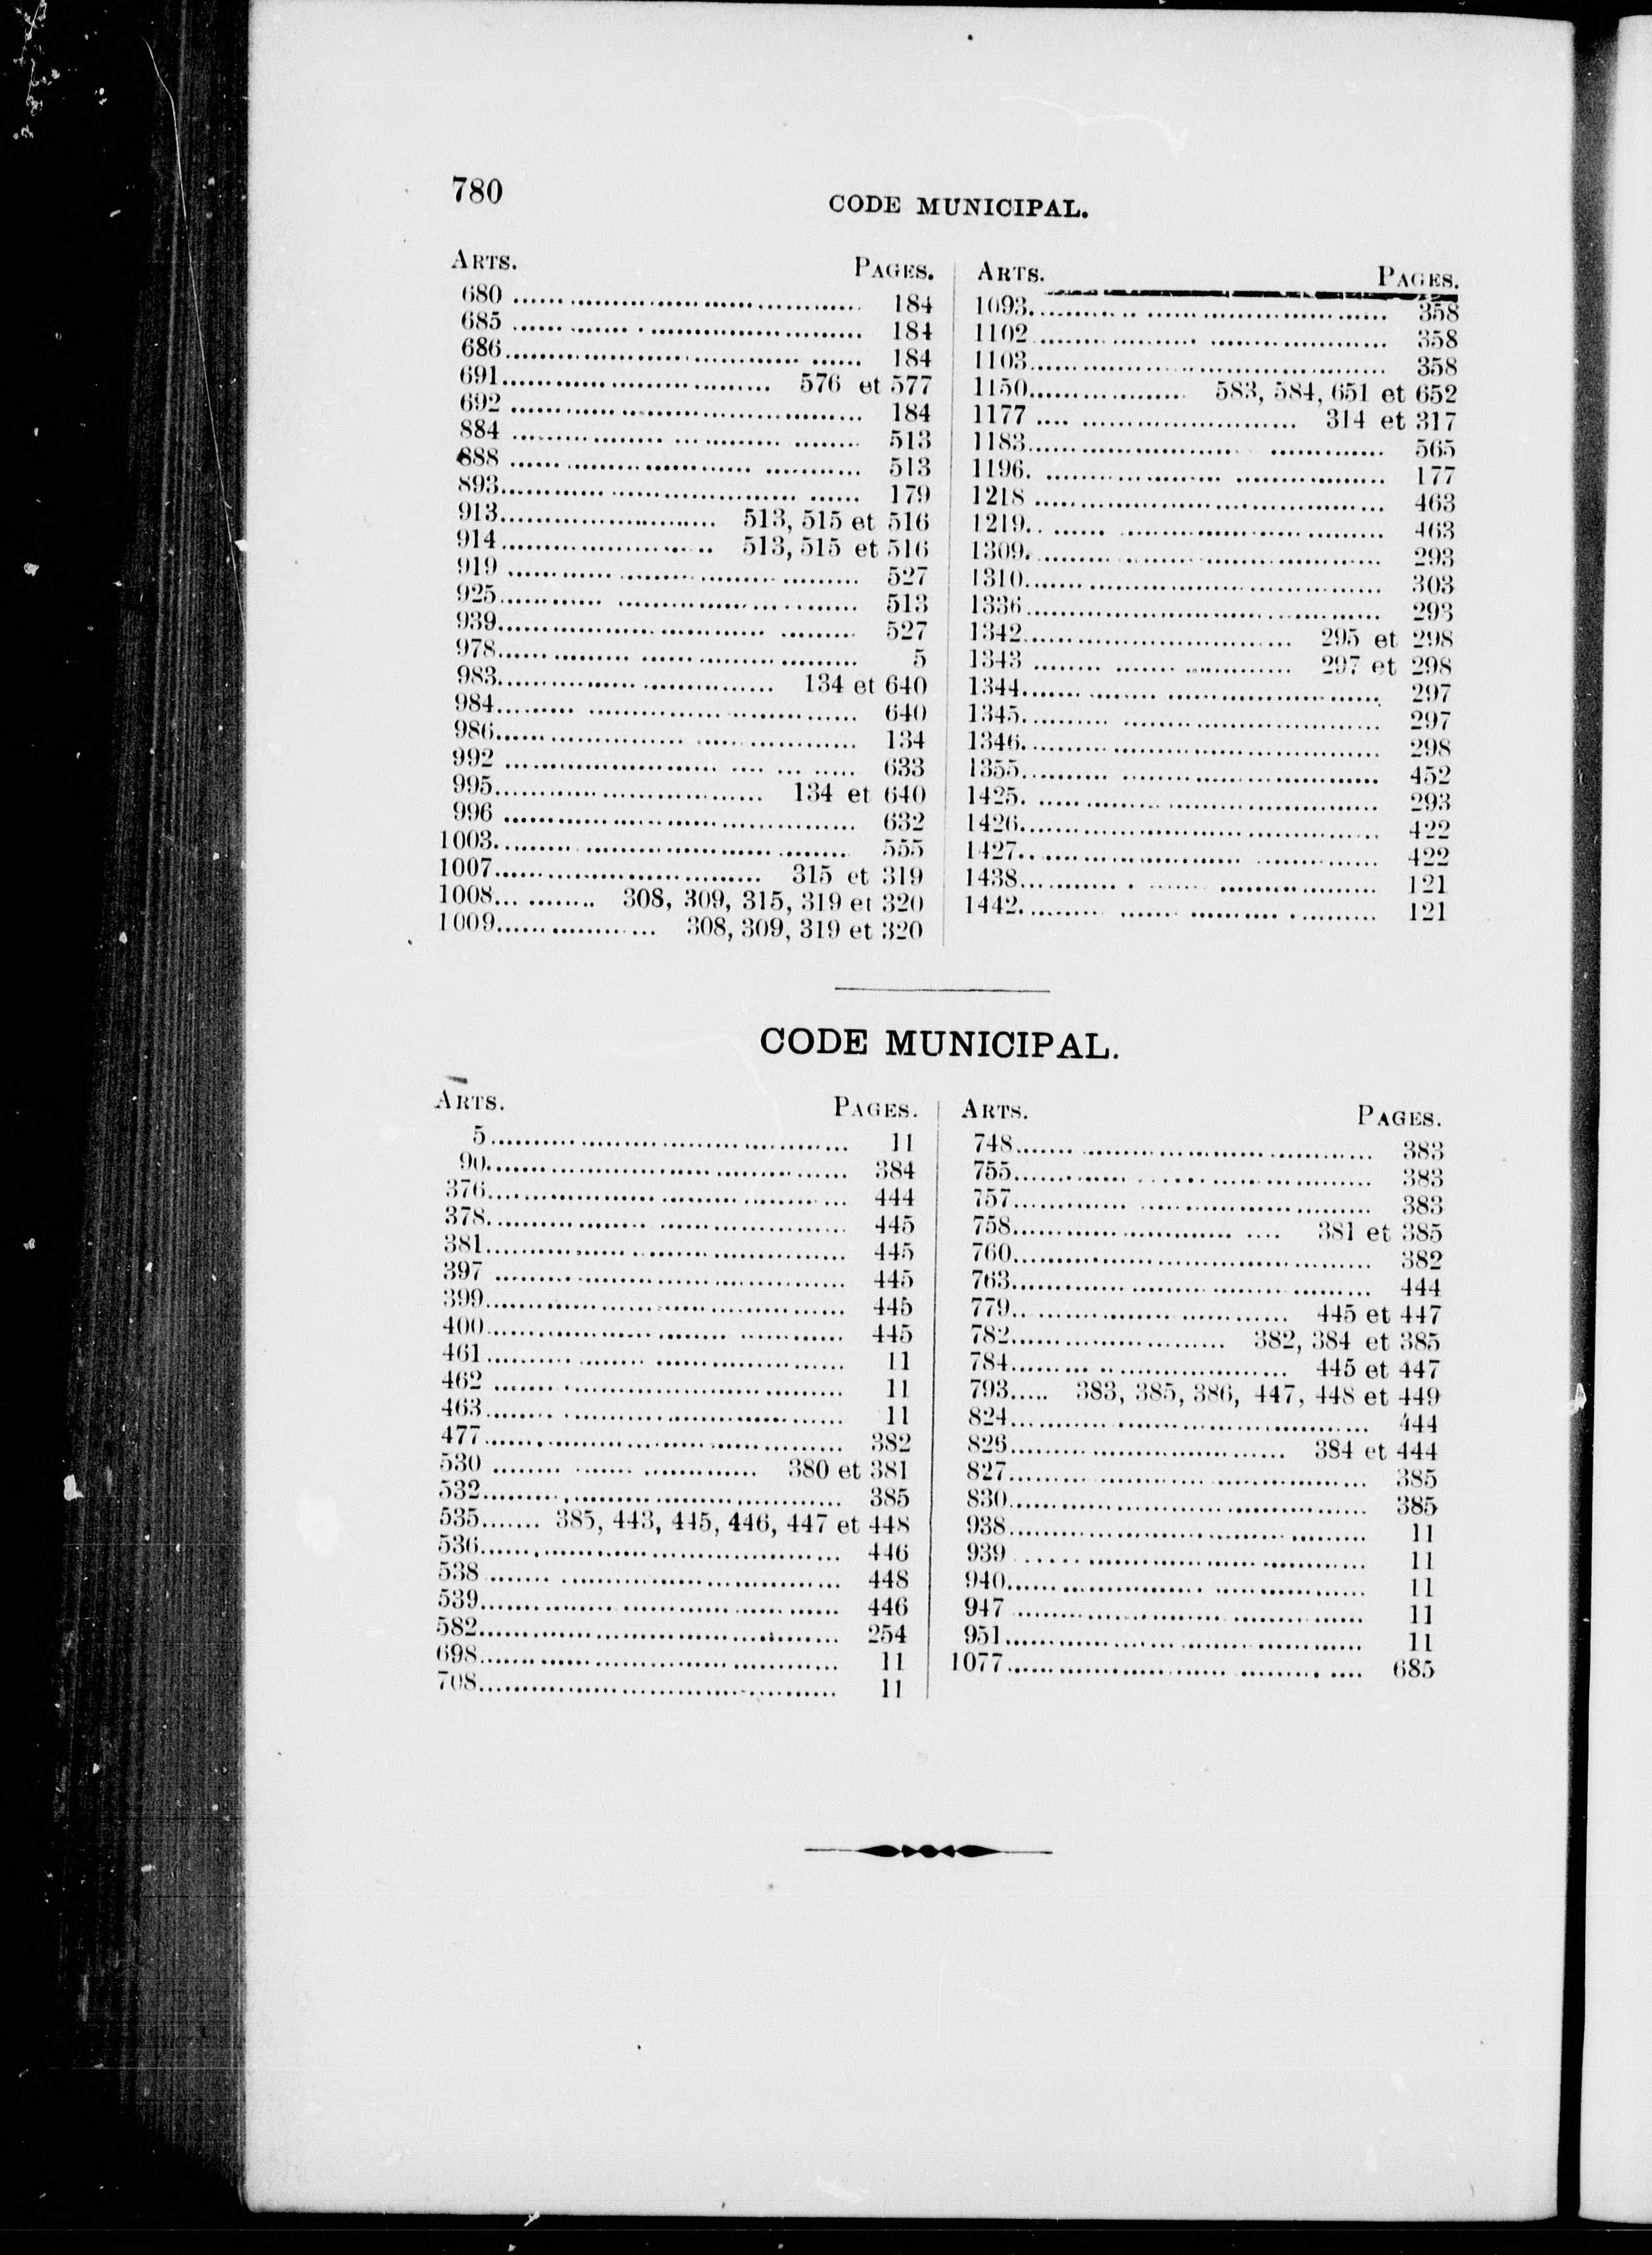 780
CODE MUNICIPAL.
ARTS. PAGES.
680 ........ 184
685 ........ 184
686 ........ 184
691 ........ 576 et 577
692 ........ 184
884 ........ 513
888 ........ 513
893 ........ 179
913 ........ 513, 515 et 516
914 ........ 513, 515 et 516
919 ........ 527
925 ........ 513
939 ........ 527
978 ........ 5
983 ........ 134 et 640
984 ........ 640
986 ........ 134
992 ........ 633
995 ........ 134 et 640
996 ........ 632
1003 ........ 555
1007 ........ 315 et 319
1008 ........ 308, 309, 315, 319 et 320
1009 ........ 308, 309, 319 et 320
ARTS. PAGES.
1093 ........ 358
1102 ........ 358
1103 ........ 358
1150 ........ 583, 584, 651 et 652
1177 ........ 314 et 317
1183 ........ 565
1196. ........ 177
1218 ........ 463
1219 ........ 463
1309 ........ 293
1310 ........ 303
1336 ........ 293
1342 ........ 295 et 298
1343 ........ 297 et 298
1344 ........ 297
1345 ........ 297
1346 ........ 298
1355 ........ 452
1425. ........ 293
1426 ........ 422
1427 ........ 422
1438 ........ 121
1442 ........ 121
CODE MUNICIPAL.
ARTS. PAGES.
5 ........ 11
90 ........ 384
376 ........ 444
378 ........ 445
381 ........ 445
397 ........ 445
399 ........ 445
400 ........ 445
461 ........ 11
462 ........ 11
463 ........ 11
477 ........ 382
530 ........ 380 et 381
532 ........ 385
535 ........ 385, 443, 445, 446, 447 et 448
536 ........ 446
538 ........ 448
539 ........ 446
582 ........ 254
698 ........ 11
708 ........ 11
ARTS. PAGES.
748 ........ 383
755 ........ 383
757 ........ 383
758 ........ 381 et 385
760 ........ 382
763 ........ 444
779 ........ 445 et 447
782 ........ 382, 384 et 385
784 ........ 445 et 447
793 ..... 383, 385, 386, 447, 448 et 449
824 ........ 444
826 ........ 384 et 444
827 ........ 385
830 ........ 385
938 ........ 11
939 ........ 11
940 ........ 11
947 ........ 11
951 ........ 11
1077 ........ 685